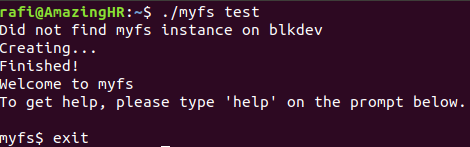 rafi@AmazingHR:~$ ./myfs test
Did not find myfs instance on blkdev
Creating...
Finished!
Welcome to myfs
To get help, please type 'help' on the prompt below.
myfs$ exit